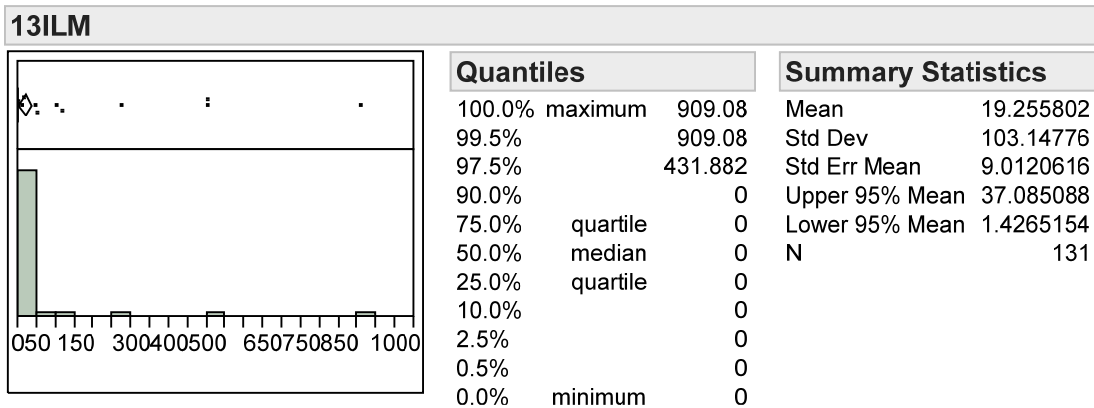 13ILM
Quantiles
100.0% maximum 909.08
99.5% 909.08
97.5% 431.882
90.0% 0
75.0% quartile 0
50.0% median 0
25.0% quartile 0
10.0% 0
2.5% 0
0.5% 0
0.0% minimum 0
Summary Statistics
Mean 19.255802
Std Dev 103.14776
Std Err Mean 9.0120616
Upper 95% Mean 37.085088
Lower 95% Mean 1.4265154
N 131
050 150 300400500 650750850 1000